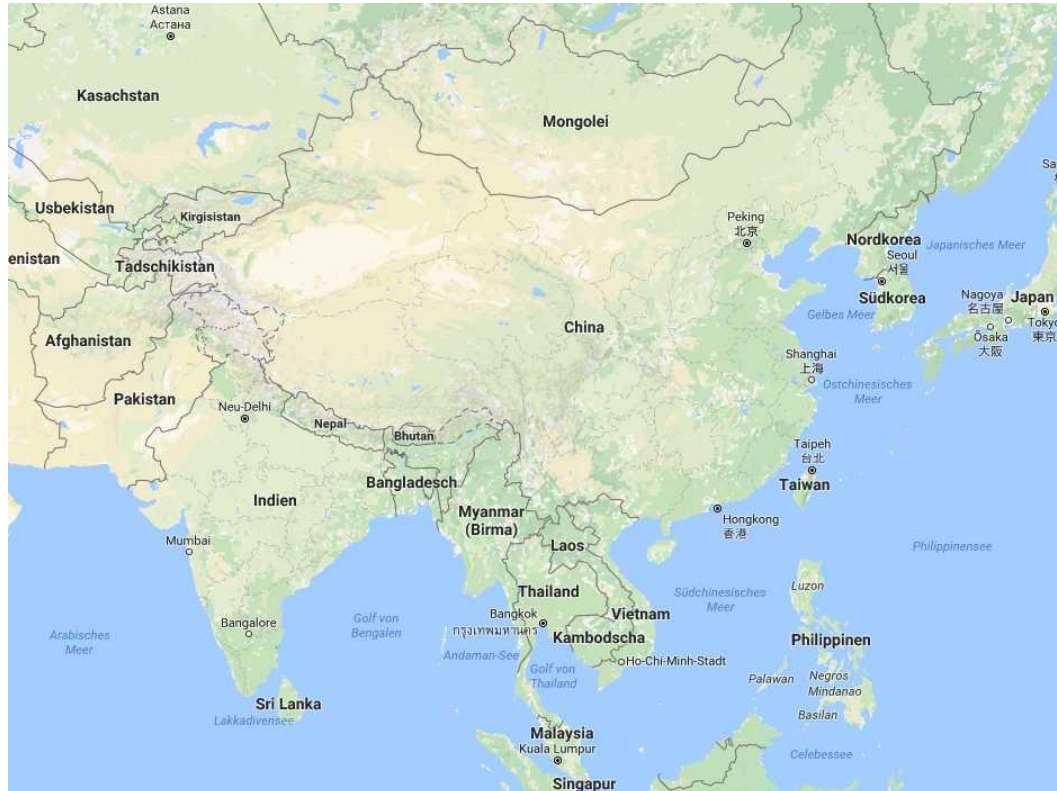 Astana
Астана
Kasachstan
Mongolei
Usbekistan
Kirgisistan
Peking
北京
Nordkorea
Japanisches Meer
enistan
Tadschikistan
Seoul
서울
Südkorea
Nagoya
名古屋
Japan
Gelbes Meer
Tokyo
東京
Ōsaka
大阪
Afghanistan
China
Shanghai
上海
Ostchinesisches
Meer
Pakistan
Neu-Delhi
Nepal
Bhutan
Taipeh
台北
Taiwan
Bangladesch
Indien
Myanmar
(Birma)
Hongkong
香港
Mumbai
Laos
Philippinensee
Luzon
Thailand
Südchinesisches
Meer
Vietnam
Bangalore
Golf von
Bengalen
Bangkok
กรุงเทพมหานคร
Kambodscha
Arabisches
Meer
Philippinen
Andaman-See
Golf von
Thailand
Ho-Chi-Minh-Stadt
Palawan
Negros
Mindanao
Sri Lanka
Lakkadivensee
Basilan
Malaysia
Kuala Lumpur
Celebessee
Singapur